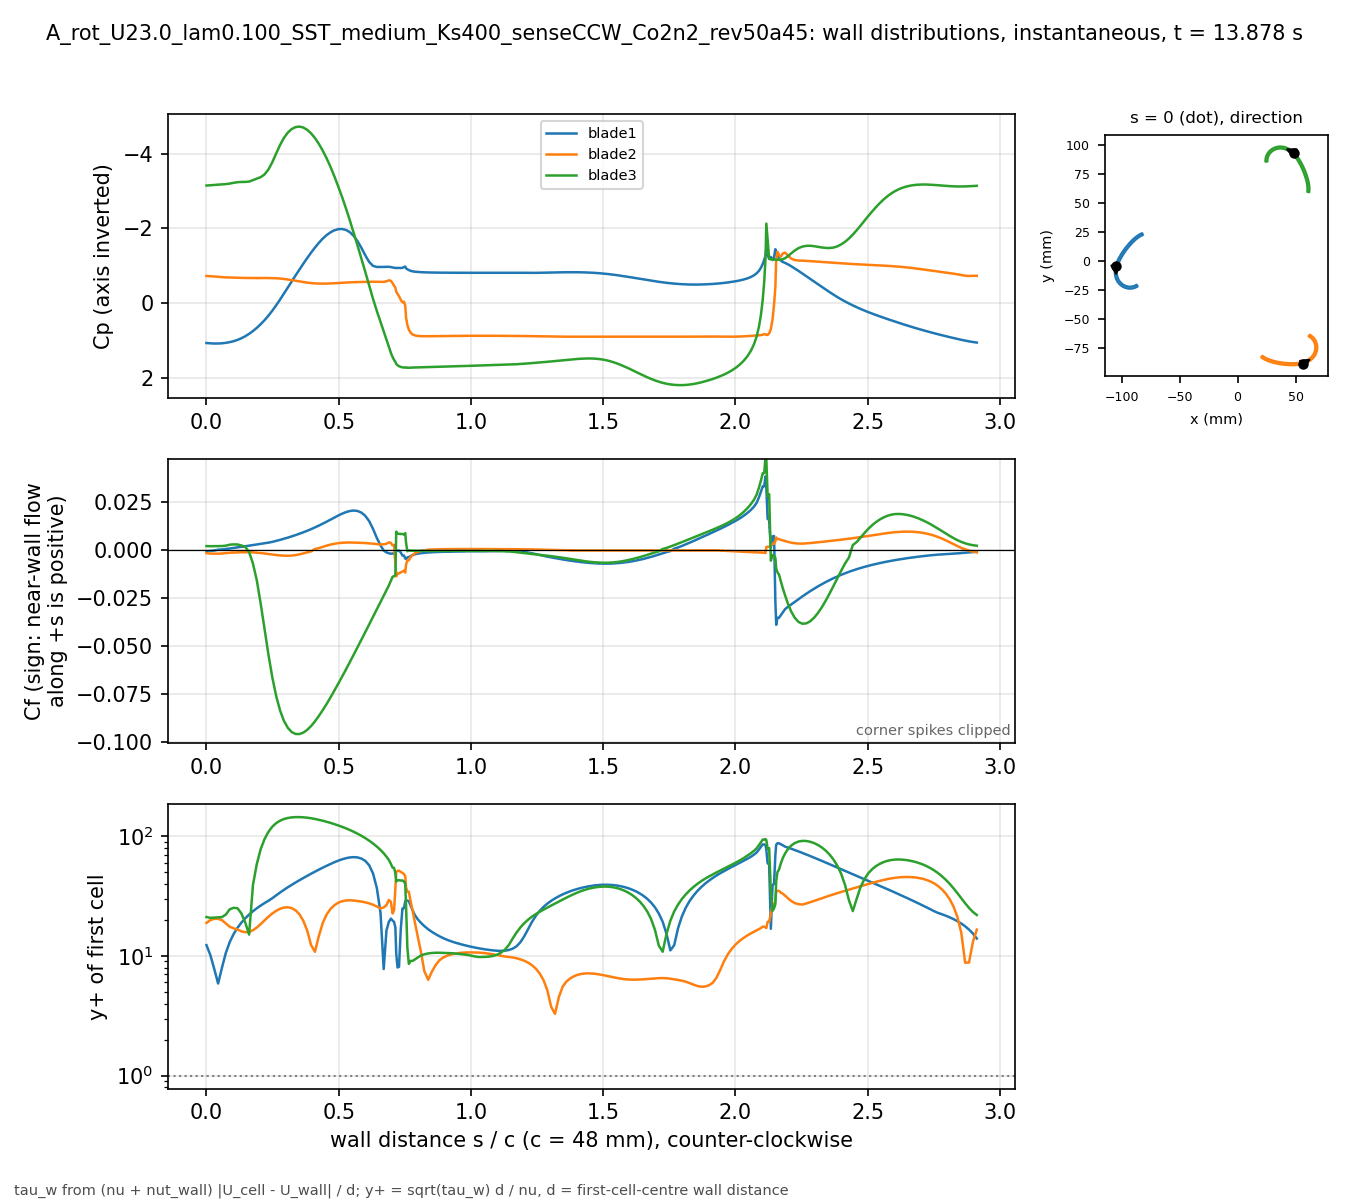 A_rot_U23.0_lam0.100_SST_medium_Ks400_senseCCW_Co2n2_rev50a45: wall distributions, instantaneous, t = 13.878 s
s = 0 (dot), direction
blade1
blade2
blade3
Cp (axis inverted)
−4
−2
0
2
0.0 0.5 1.0 1.5 2.0 2.5 3.0
100
75
50
25
0
−25
−50
−75
y (mm)
−100 −50 0 50
x (mm)
Cf (sign: near-wall flow
along +s is positive)
0.025
0.000
−0.025
−0.050
−0.075
−0.100
corner spikes clipped
0.0 0.5 1.0 1.5 2.0 2.5 3.0
y+ of first cell
10²
10¹
10⁰
0.0 0.5 1.0 1.5 2.0 2.5 3.0
wall distance s / c (c = 48 mm), counter-clockwise
tau_w from (nu + nut_wall) |U_cell - U_wall| / d; y+ = sqrt(tau_w) d / nu, d = first-cell-centre wall distance